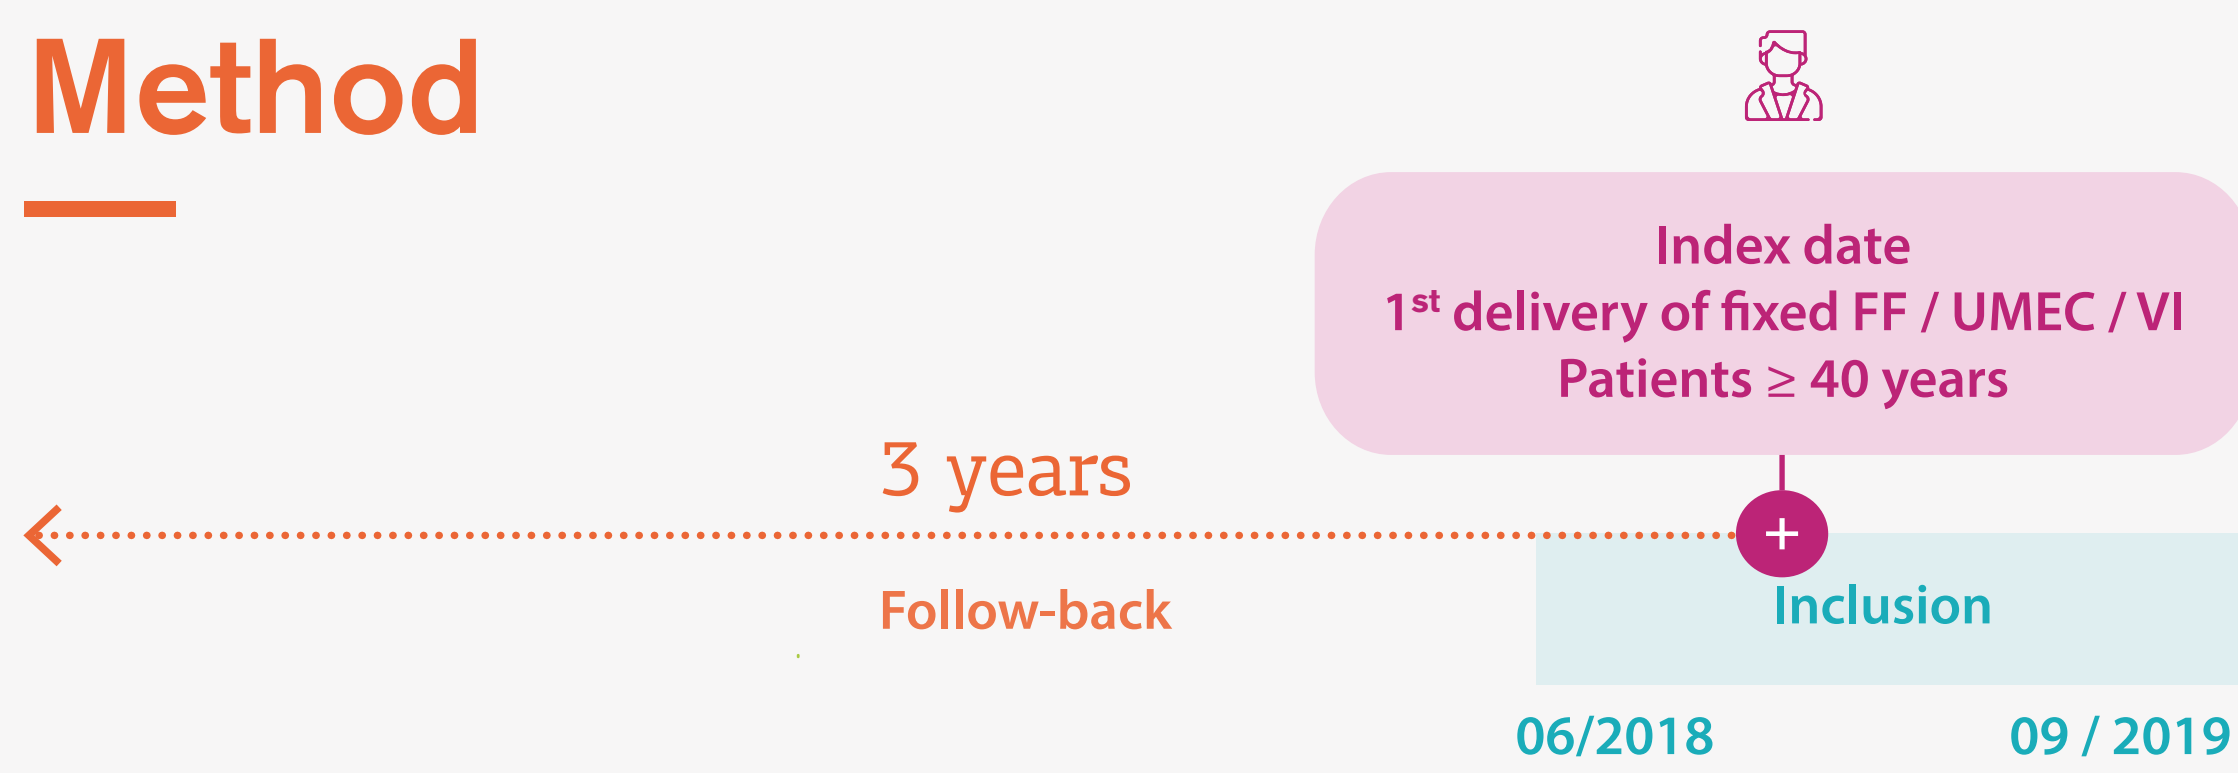 Method
Index date
1st delivery of fixed FF / UMEC / VI
Patients ≥ 40 years
3 years
+
Follow-back
Inclusion
06/2018
09 / 2019